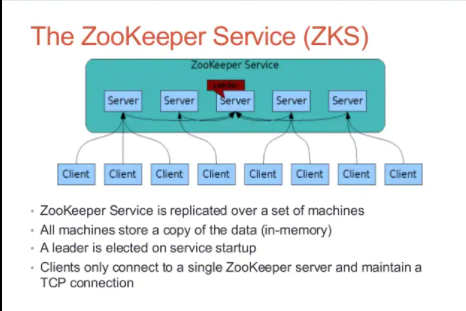 The ZooKeeper Service (ZKS)
ZooKeeper Service
Server Server Server Server Server
Client Client Client Client Client Client Client Client
• ZooKeeper Service is replicated over a set of machines
• All machines store a copy of the data (in-memory)
• A leader is elected on service startup
• Clients only connect to a single ZooKeeper server and maintain a
TCP connection